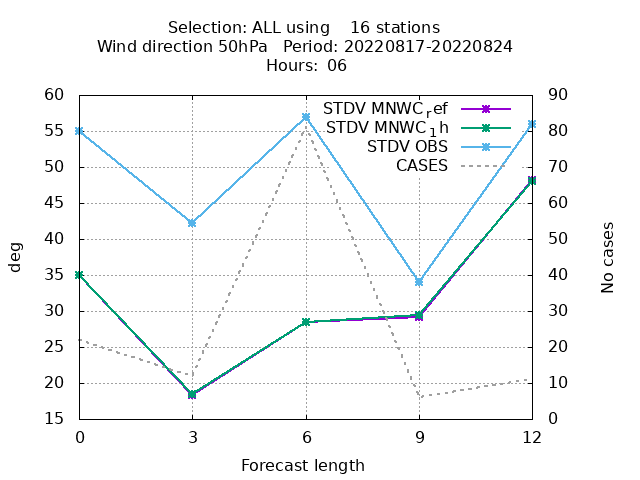 Selection: ALL using    16 stations
Wind direction 50hPa   Period: 20220817-20220824
Hours: 06
STDV MNWC_ref
STDV MNWC_1h
STDV OBS
CASES
60
55
50
45
40
35
30
25
20
15
deg
90
80
70
60
50
40
30
20
10
0
No cases
0 3 6 9 12
Forecast length